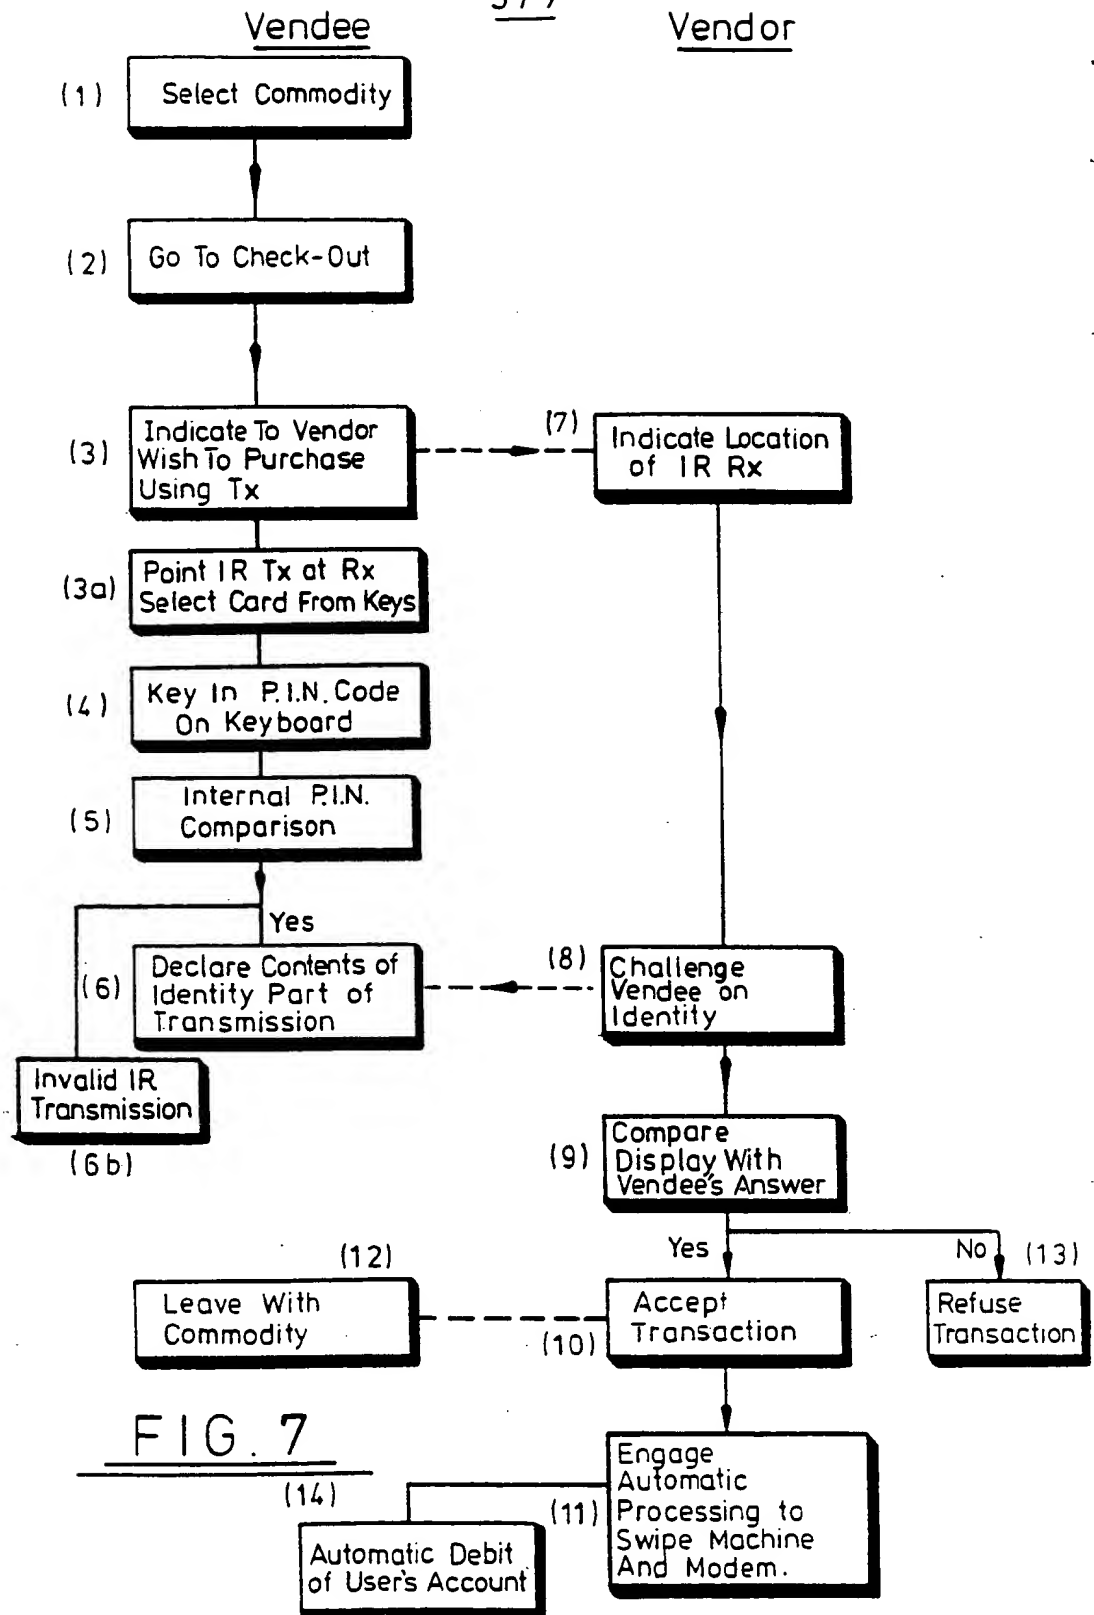 5/7
Vendee
Vendor
(1)
Select Commodity
(2)
Go To Check-Out
(3)
Indicate To Vendor
Wish To Purchase
Using Tx
(7)
Indicate Location
of IR Rx
(3a)
Point IR Tx at Rx
Select Card From Keys
(4)
Key In P.I.N. Code
On Keyboard
(5)
Internal P.I.N.
Comparison
Yes
(6)
Declare Contents of
Identity Part of
Transmission
(8)
Challenge
Vendee on
Identity
Invalid IR
Transmission
(6b)
(9)
Compare
Display With
Vendee's Answer
Yes
No
(12)
Leave With
Commodity
(10)
Accept
Transaction
(13)
Refuse
Transaction
FIG. 7
(14)
Automatic Debit
of User's Account
(11)
Engage
Automatic
Processing to
Swipe Machine
And Modem.